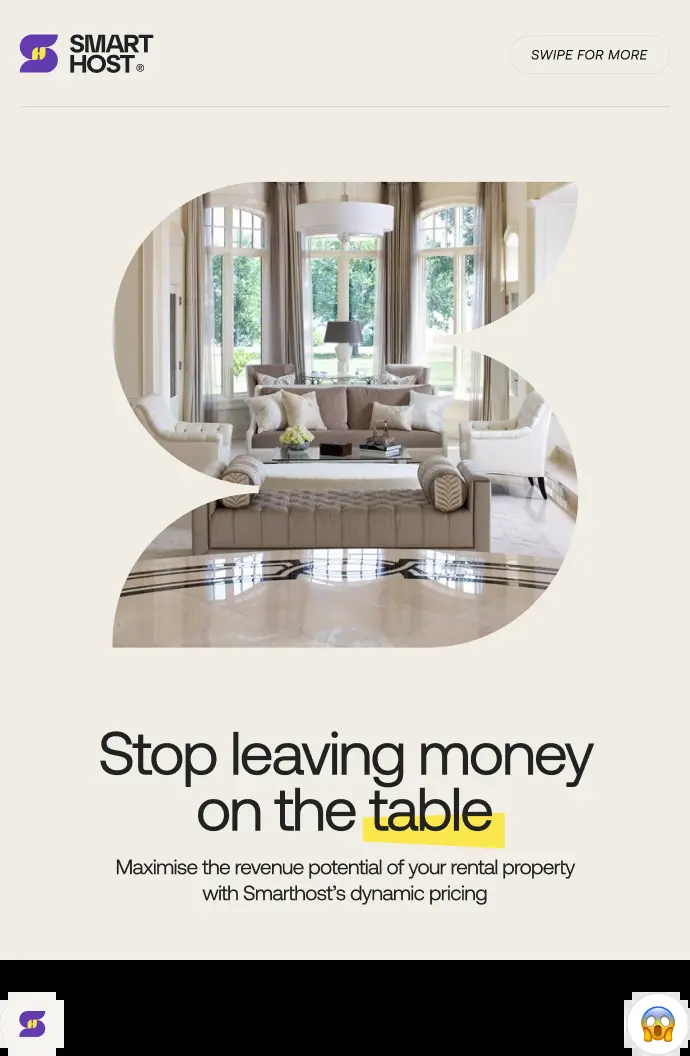 SMART
HOST®
SWIPE FOR MORE
Stop leaving money
on the table
Maximise the revenue potential of your rental property
with Smarthost’s dynamic pricing